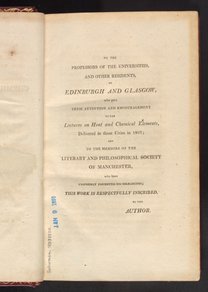 TO THE
PROFESSORS OF THE UNIVERSITIES,
AND OTHER RESIDENTS,
OF
EDINBURGH AND GLASGOW,
WHO GAVE
THEIR ATTENTION AND ENCOURAGEMENT
TO THE
Lectures on Heat and Chemical Elements,
Delivered in those Cities in 1807;
AND
TO THE MEMBERS OF THE
LITERARY AND PHILOSOPHICAL SOCIETY
OF MANCHESTER,
WHO HAVE
UNIFORMLY PROMOTED HIS RESEARCHES;
THIS WORK IS RESPECTFULLY INSCRIBED,
BY THE
AUTHOR.
JAN 9